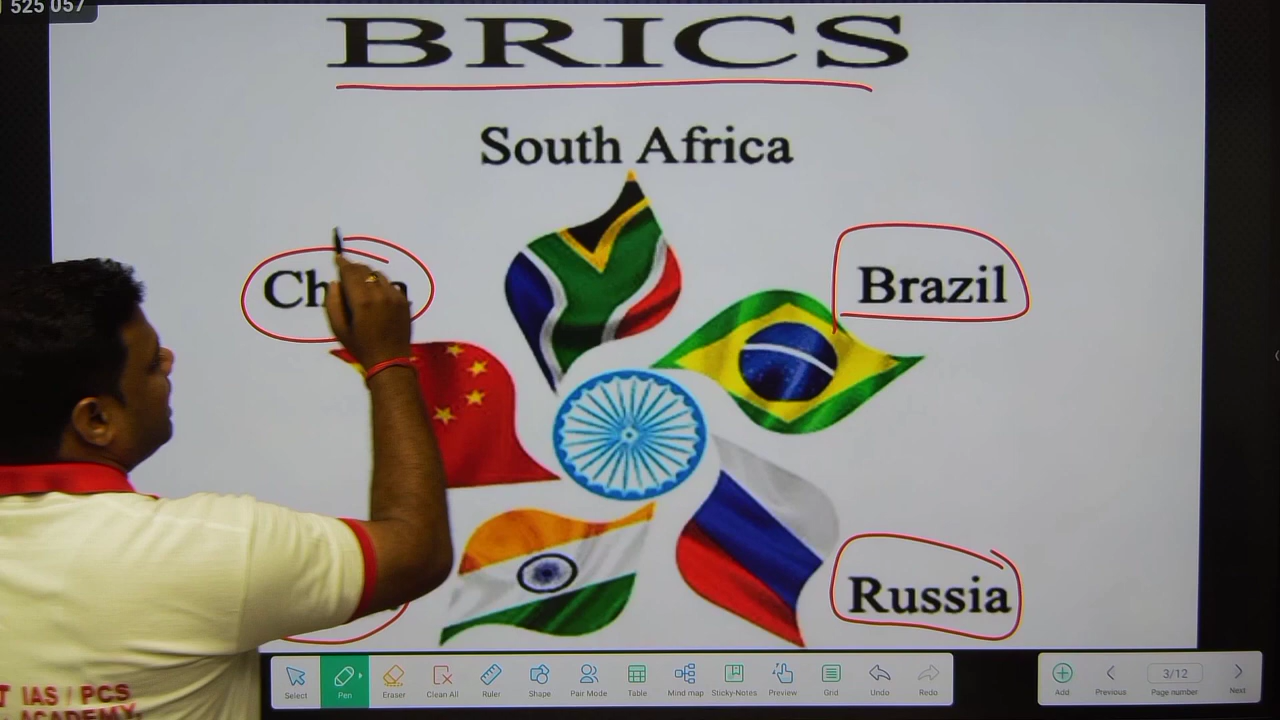 525 057
BRICS
South Africa
Brazil
Russia
IAS / PCS
ACADEMY,
Select
Pen
Eraser
Clean All
Ruler
Shape
Pair Mode
Table
Mind map
Sticky-Notes
Preview
Grid
Undo
Redo
Add
Previous
3/12
Page number
Next